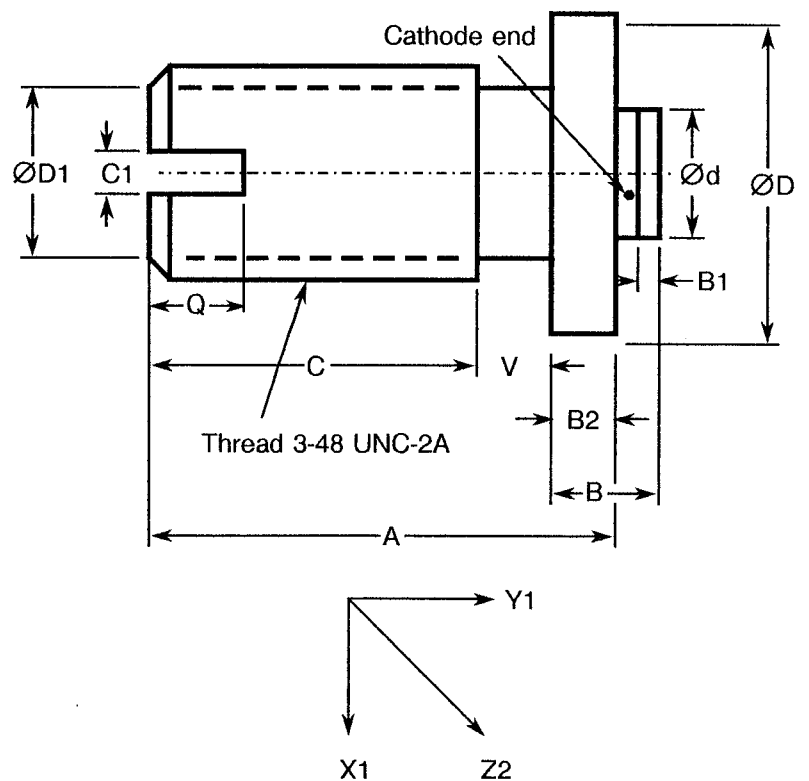 Cathode end
ØD1
C1
Ød
ØD
B1
Q
C
V
B2
Thread 3-48 UNC-2A
B
A
Y1
X1
Z2